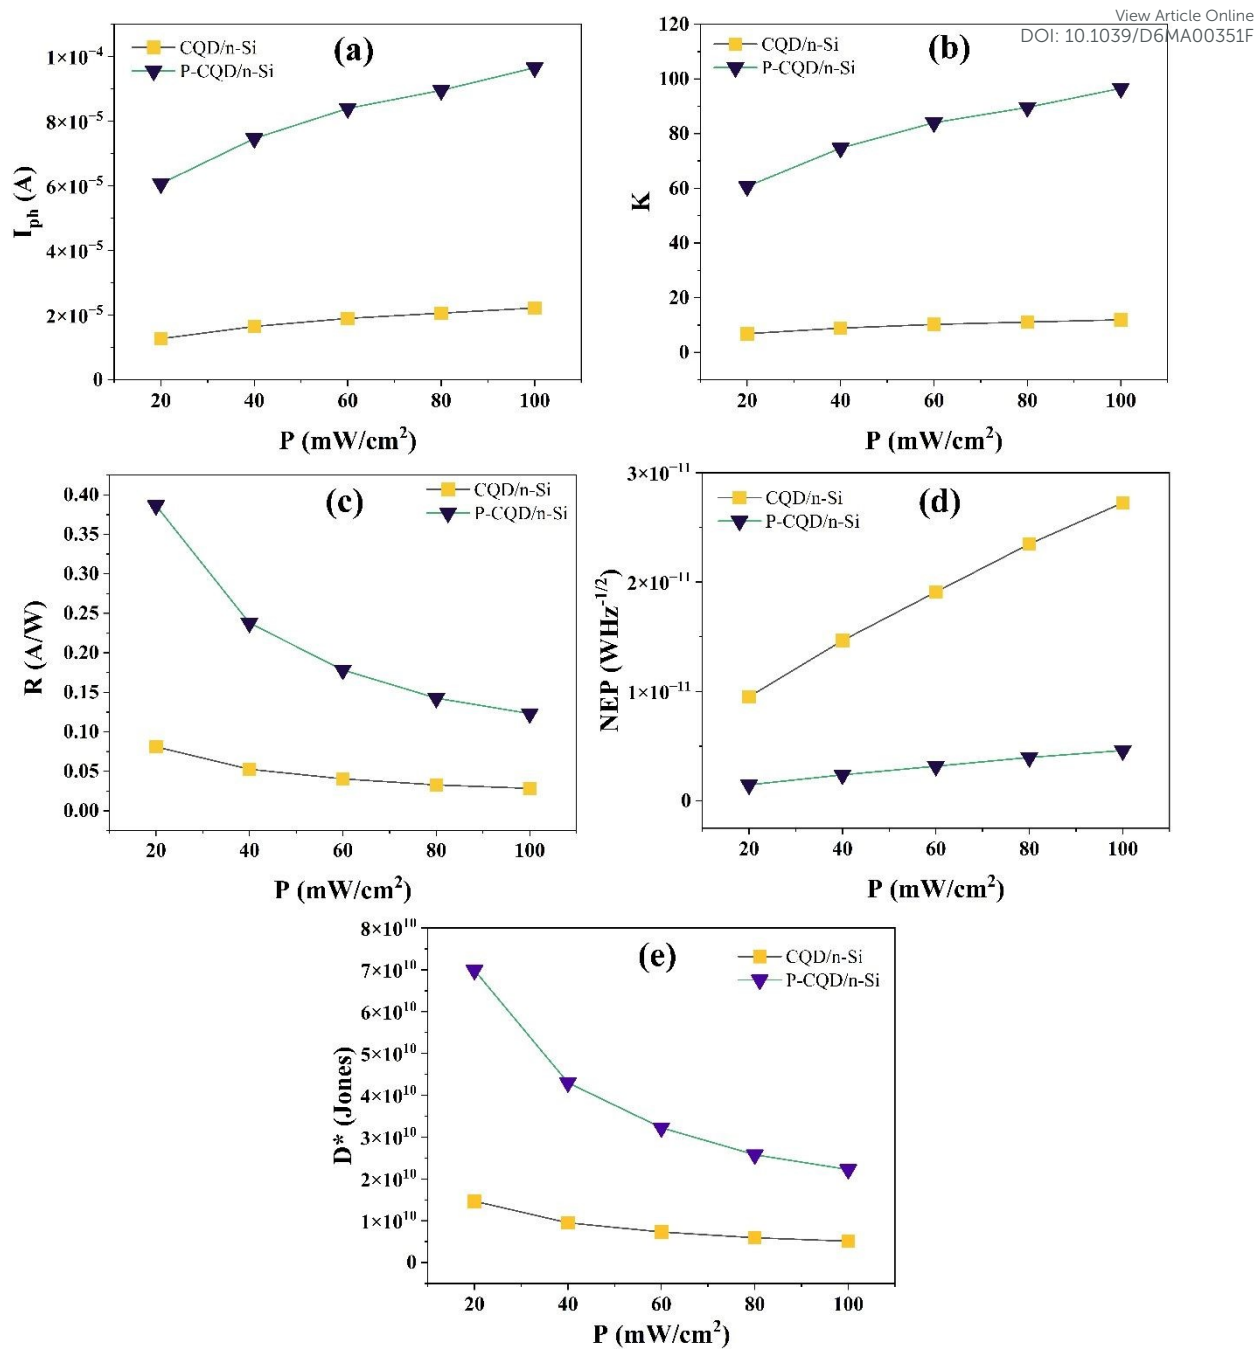 View Article Online
DOI: 10.1039/D6MA00351F
(a)
CQD/n-Si
P-CQD/n-Si
1×10⁻⁴
8×10⁻⁵
6×10⁻⁵
4×10⁻⁵
2×10⁻⁵
0
I_ph (A)
20 40 60 80 100
P (mW/cm²)
(b)
CQD/n-Si
P-CQD/n-Si
120
100
80
60
40
20
0
K
20 40 60 80 100
P (mW/cm²)
(c)
CQD/n-Si
P-CQD/n-Si
0.40
0.35
0.30
0.25
0.20
0.15
0.10
0.05
0.00
R (A/W)
20 40 60 80 100
P (mW/cm²)
(d)
CQD/n-Si
P-CQD/n-Si
3×10⁻¹¹
2×10⁻¹¹
1×10⁻¹¹
0
NEP (WHz⁻¹/²)
20 40 60 80 100
P (mW/cm²)
(e)
CQD/n-Si
P-CQD/n-Si
8×10¹⁰
7×10¹⁰
6×10¹⁰
5×10¹⁰
4×10¹⁰
3×10¹⁰
2×10¹⁰
1×10¹⁰
0
D* (Jones)
20 40 60 80 100
P (mW/cm²)